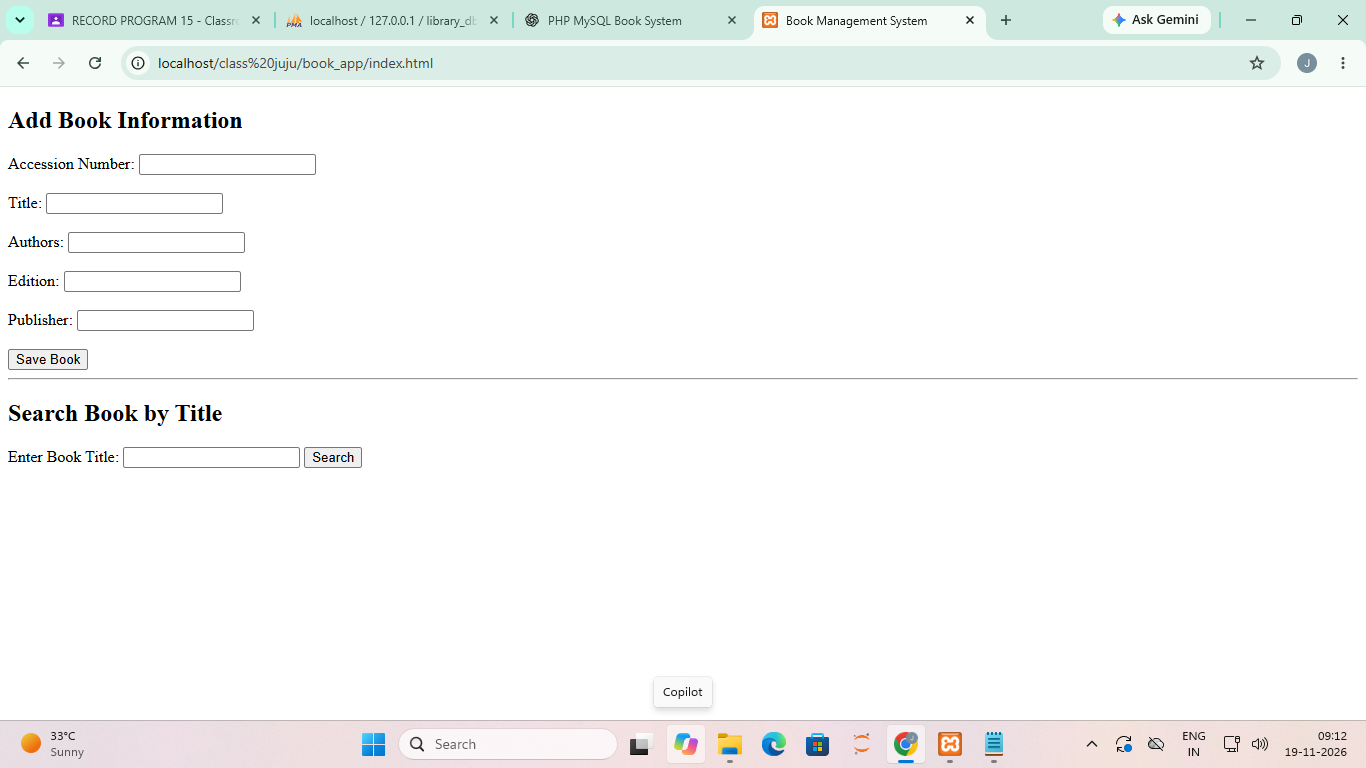 RECORD PROGRAM 15 - Classr
localhost / 127.0.0.1 / library_db
PHP MySQL Book System
Book Management System
Ask Gemini
localhost/class%20juju/book_app/index.html
J
Add Book Information
Accession Number:
Title:
Authors:
Edition:
Publisher:
Save Book
Search Book by Title
Enter Book Title:
Search
Copilot
33°C
Sunny
Search
ENG
IN
09:12
19-11-2026